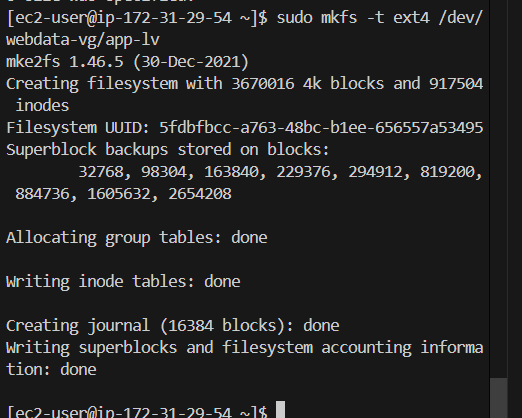 [ec2-user@ip-172-31-29-54 ~]$ sudo mkfs -t ext4 /dev/
webdata-vg/app-lv
mke2fs 1.46.5 (30-Dec-2021)
Creating filesystem with 3670016 4k blocks and 917504
 inodes
Filesystem UUID: 5fdbfbcc-a763-48bc-b1ee-656557a53495
Superblock backups stored on blocks:
        32768, 98304, 163840, 229376, 294912, 819200,
 884736, 1605632, 2654208
Allocating group tables: done
Writing inode tables: done
Creating journal (16384 blocks): done
Writing superblocks and filesystem accounting informa
tion: done
[ec2-user@ip-172-31-29-54 ~]$